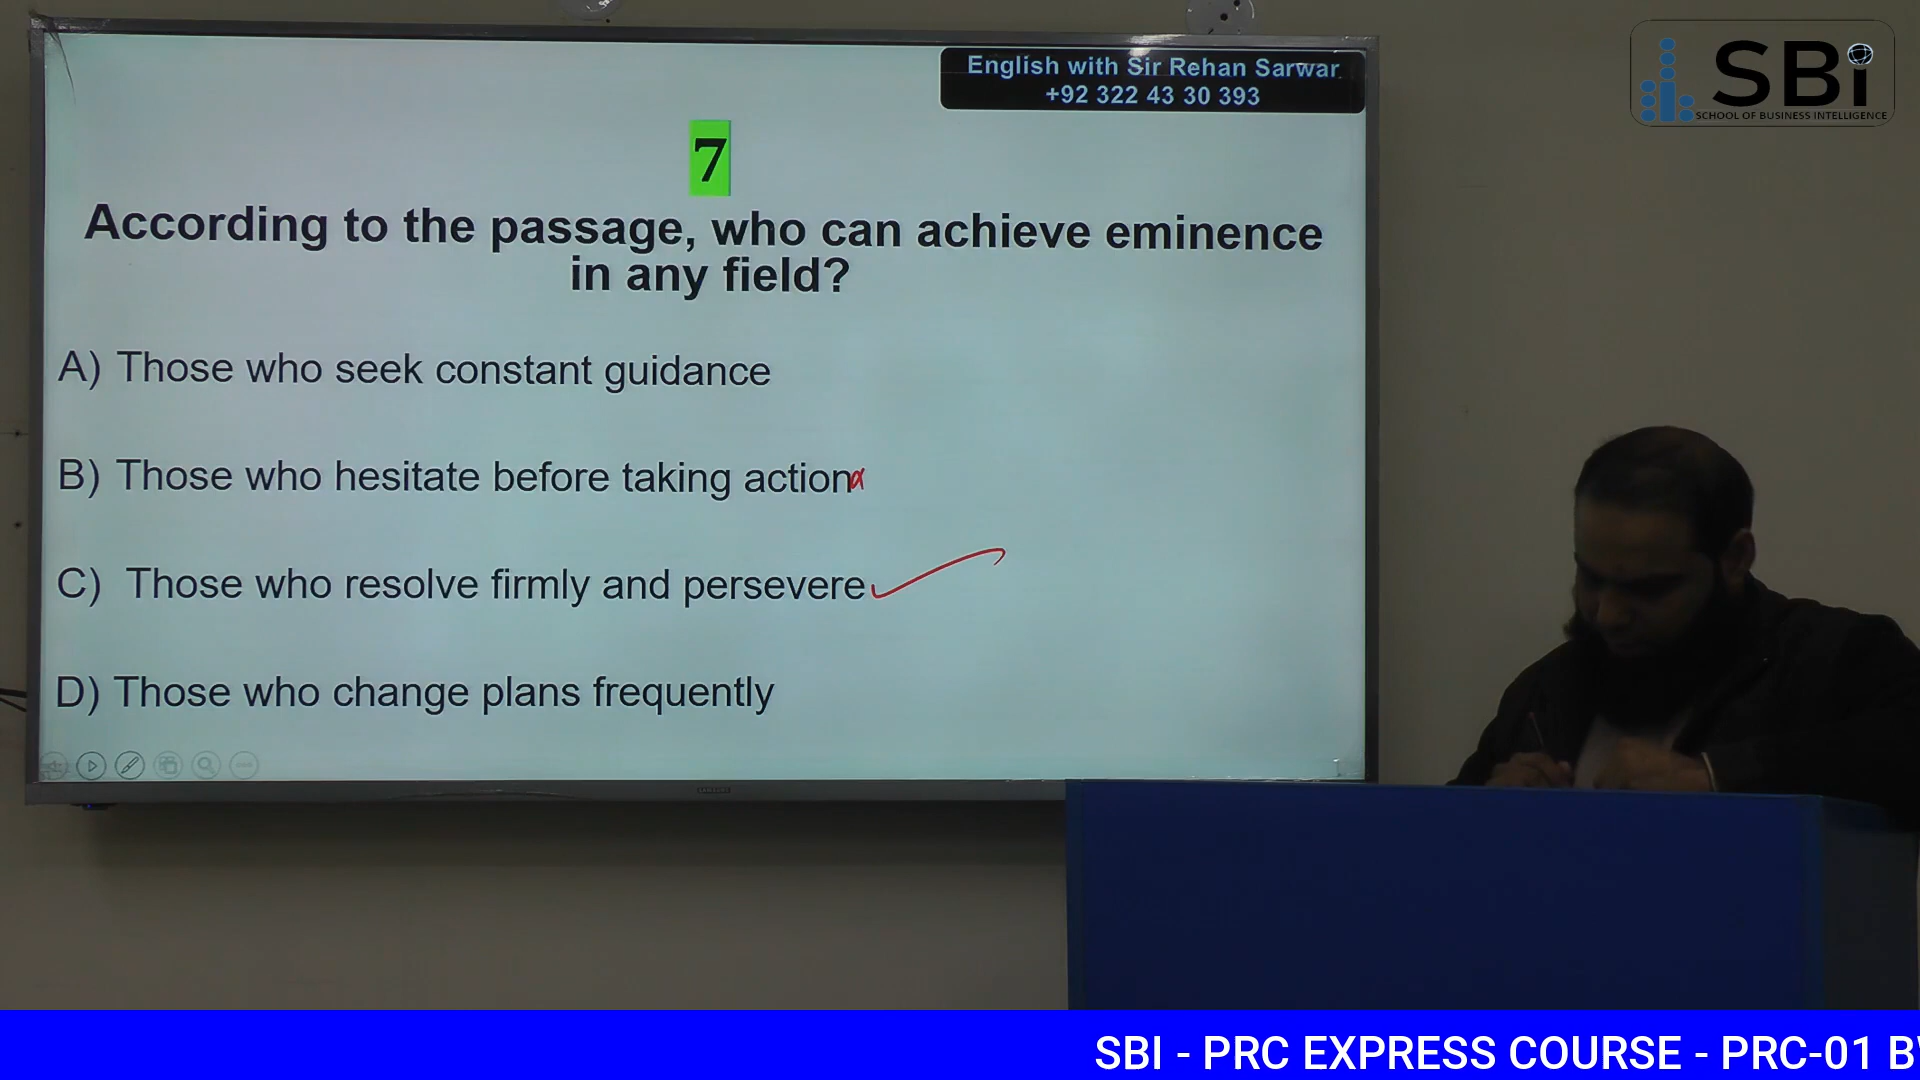 English with Sir Rehan Sarwar
+92 322 43 30 393
SBi
SCHOOL OF BUSINESS INTELLIGENCE
7
According to the passage, who can achieve eminence
in any field?
A) Those who seek constant guidance
B) Those who hesitate before taking action
C) Those who resolve firmly and persevere
D) Those who change plans frequently
SAMSUNG
SBI - PRC EXPRESS COURSE - PRC-01 B